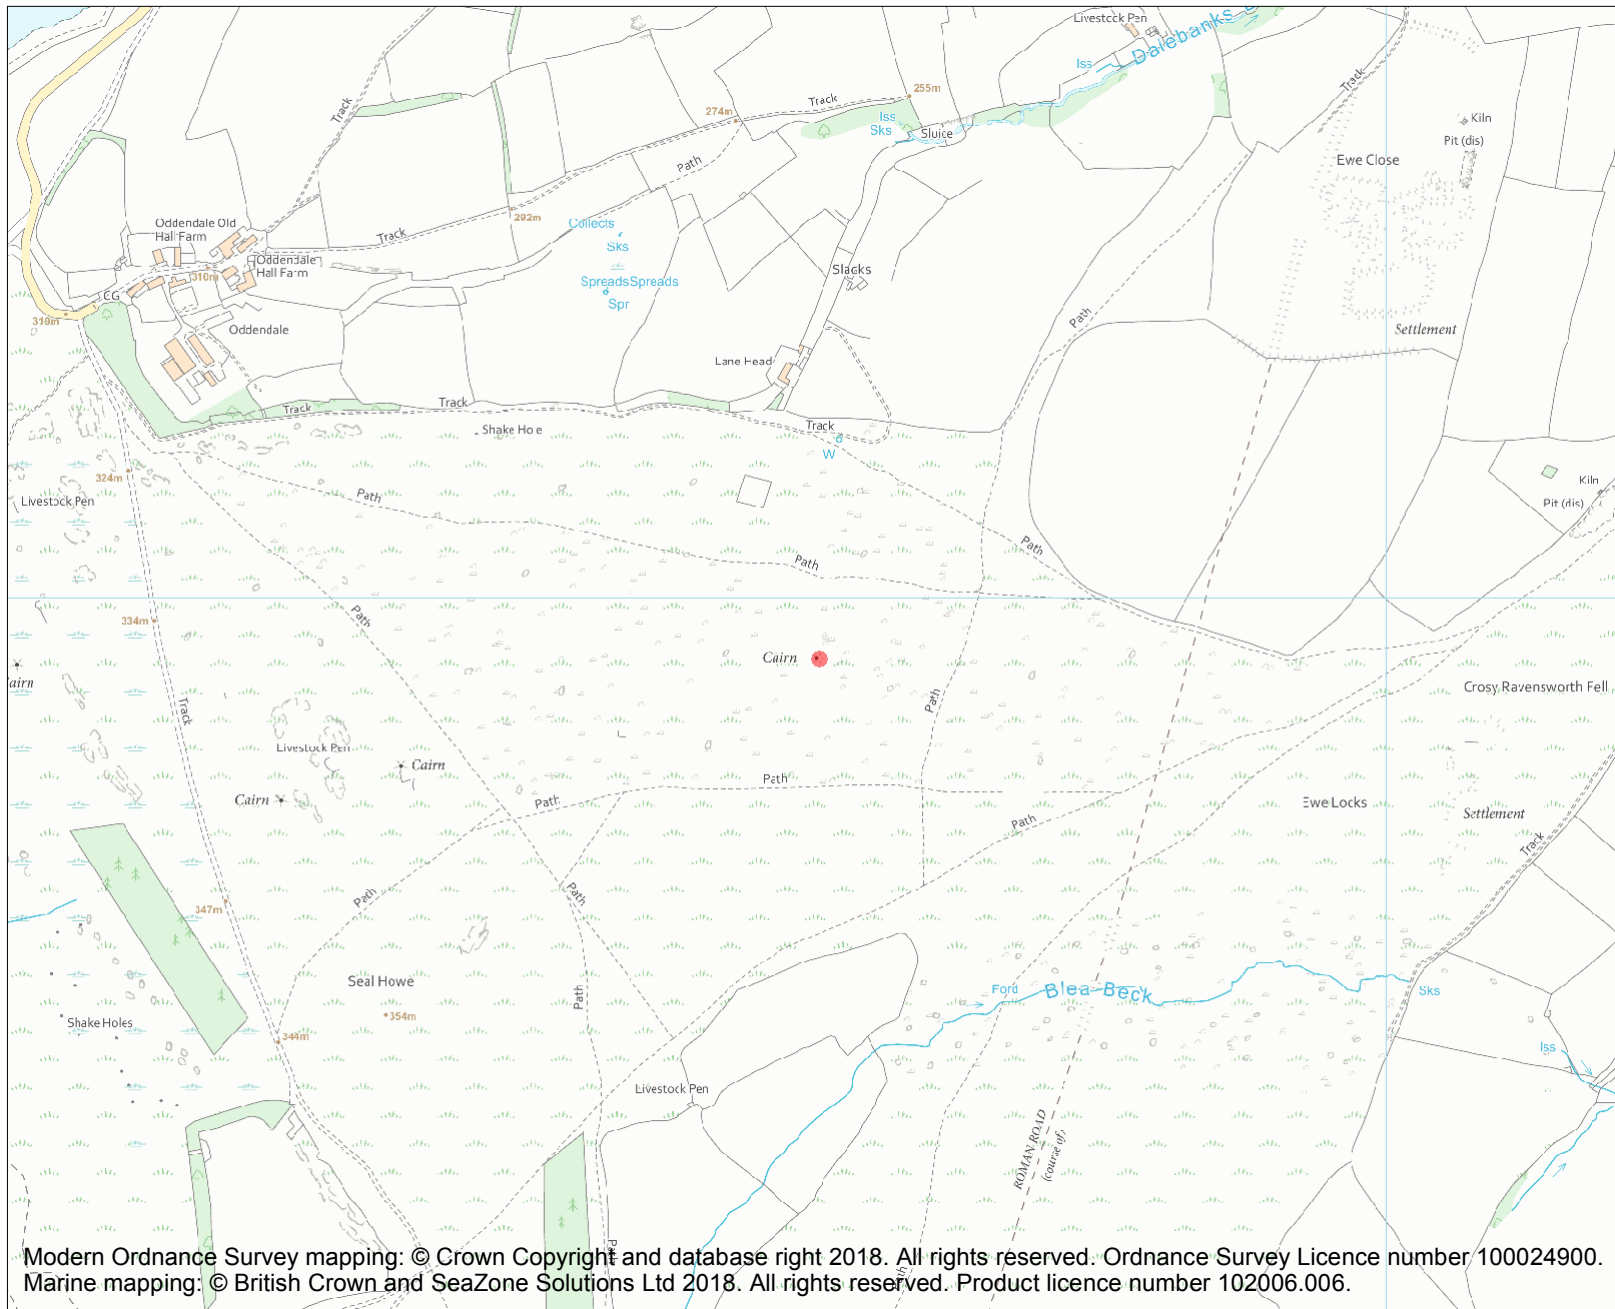 Livestock Pen
Dalebanks
Iss
Track
255m
274m
Track
Track
Iss
Sks
Sluice
Kiln
Pit (dis)
Path
Ewe Close
292m
Oddendale Old
Hall Farm
Collects
Sks
Track
Oddendale
Hall Farm
310m
Slacks
SpreadsSpreads
Spr
CG
319m
Oddendale
Path
Settlement
Lane Head
Track
Track
Shake Hole
Track
W
324m
Livestock Pen
Path
Kiln
Pit (dis)
Path
Path
Path
334m
Cairn
airn
Crosy Ravensworth Fell
Track
Path
Livestock Pen
Cairn
Cairn
Path
Path
Ewe Locks
Settlement
Path
Track
Path
Path
347m
Seal Howe
Path
Ford
Blea Beck
Sks
354m
Shake Holes
344m
Iss
Livestock Pen
ROMAN ROAD
(course of)
Path
Path
Modern Ordnance Survey mapping: © Crown Copyright and database right 2018. All rights reserved. Ordnance Survey Licence number 100024900.
Marine mapping: © British Crown and SeaZone Solutions Ltd 2018. All rights reserved. Product licence number 102006.006.